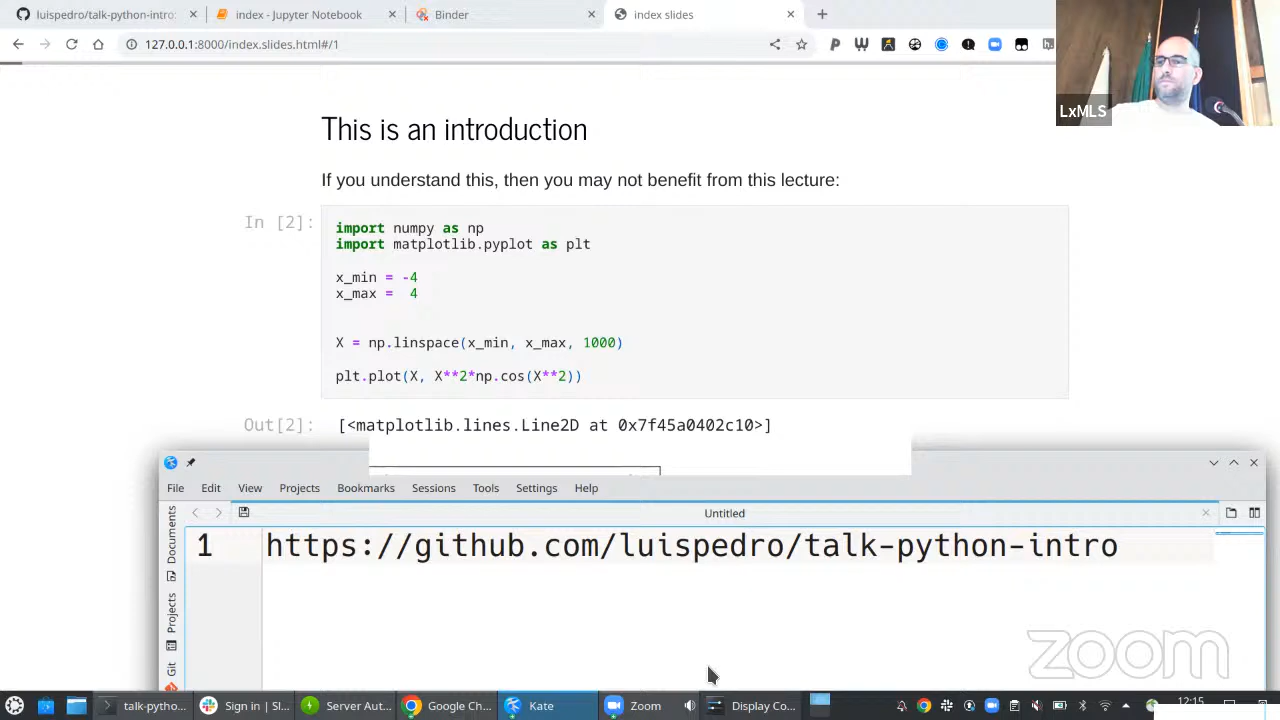 luispedro/talk-python-intro:
index - Jupyter Notebook
Binder
index slides
127.0.0.1:8000/index.slides.html#/1
LxMLS
This is an introduction
If you understand this, then you may not benefit from this lecture:
In [2]:
import numpy as np
import matplotlib.pyplot as plt
x_min = -4
x_max =  4
X = np.linspace(x_min, x_max, 1000)
plt.plot(X, X**2*np.cos(X**2))
Out[2]:
[<matplotlib.lines.Line2D at 0x7f45a0402c10>]
File Edit View Projects Bookmarks Sessions Tools Settings Help
Untitled
Documents
Projects
Git
1 https://github.com/luispedro/talk-python-intro
zoom
talk-pytho... Sign in | Sl... Server Aut... Google Ch... Kate Zoom Display Co... 12:15